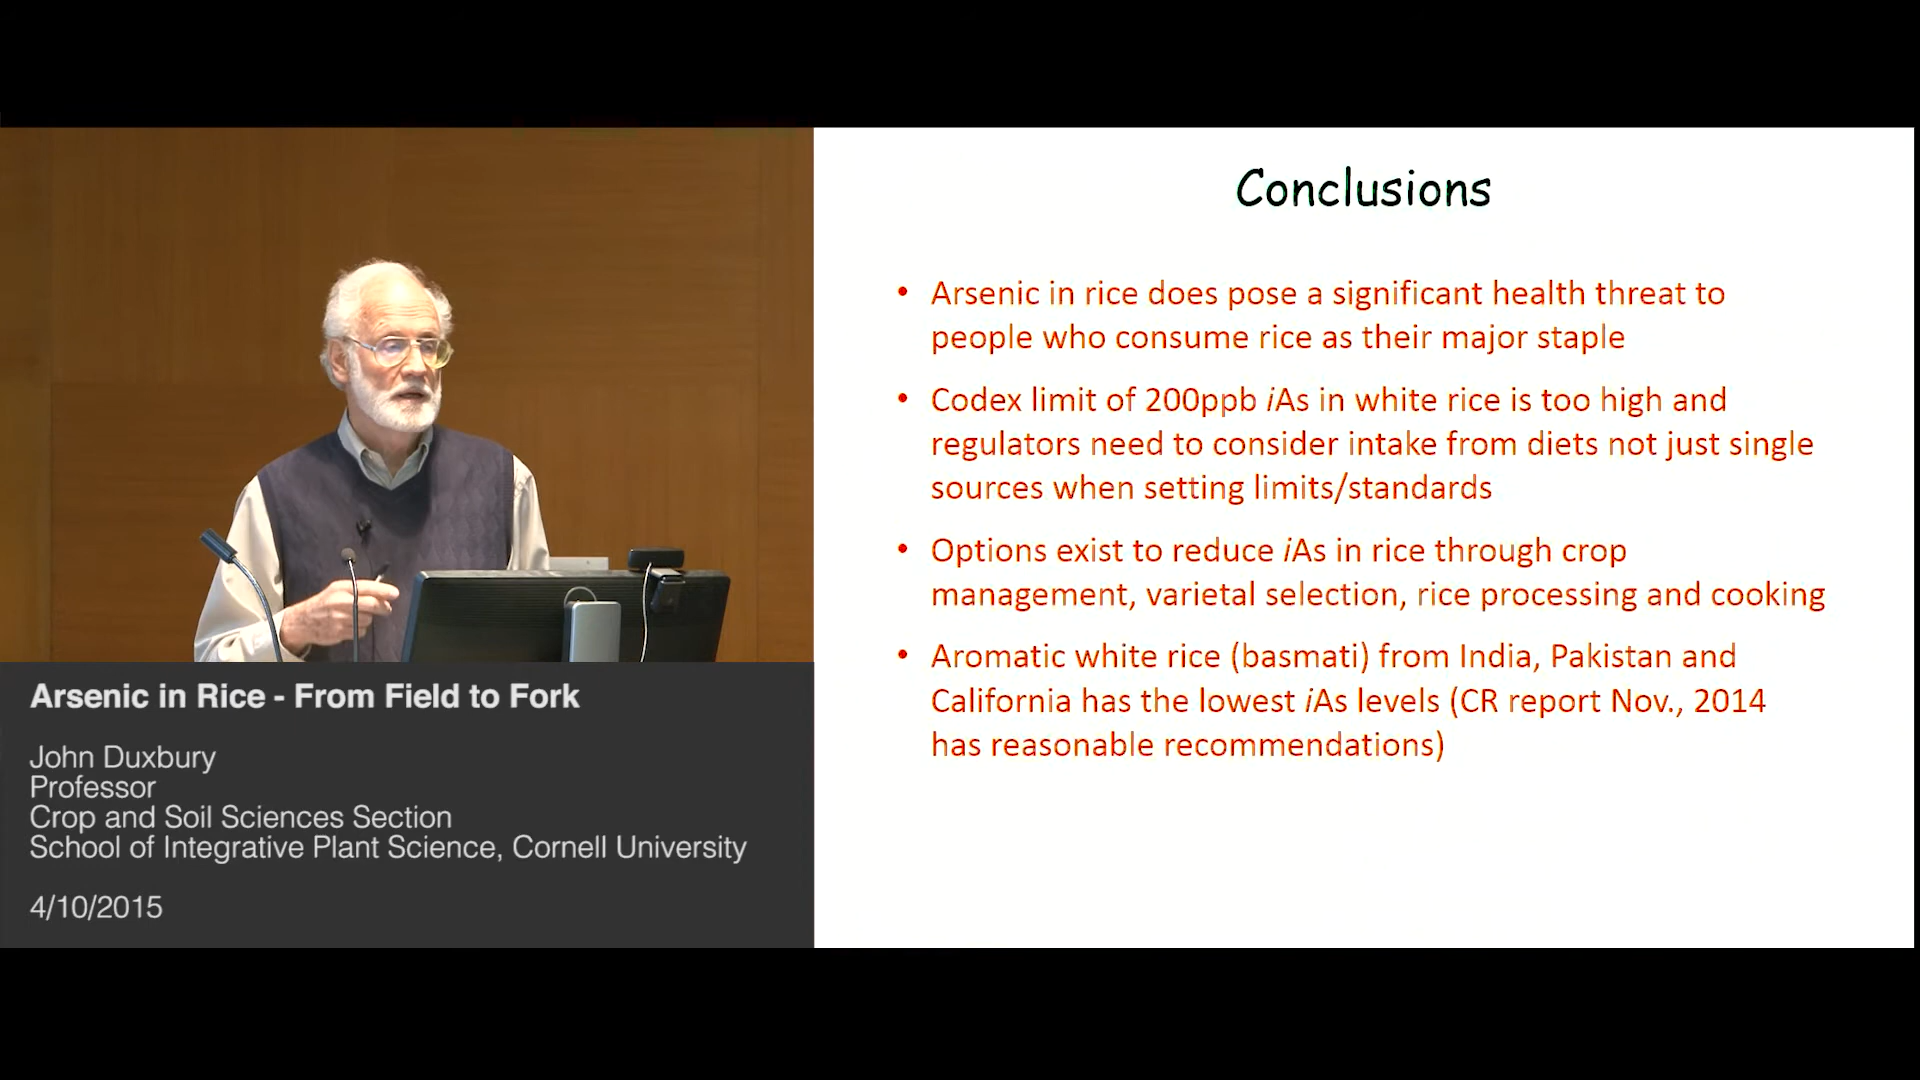 Conclusions
• Arsenic in rice does pose a significant health threat to
people who consume rice as their major staple
• Codex limit of 200ppb iAs in white rice is too high and
regulators need to consider intake from diets not just single
sources when setting limits/standards
• Options exist to reduce iAs in rice through crop
management, varietal selection, rice processing and cooking
• Aromatic white rice (basmati) from India, Pakistan and
California has the lowest iAs levels (CR report Nov., 2014
has reasonable recommendations)
Arsenic in Rice - From Field to Fork
John Duxbury
Professor
Crop and Soil Sciences Section
School of Integrative Plant Science, Cornell University
4/10/2015